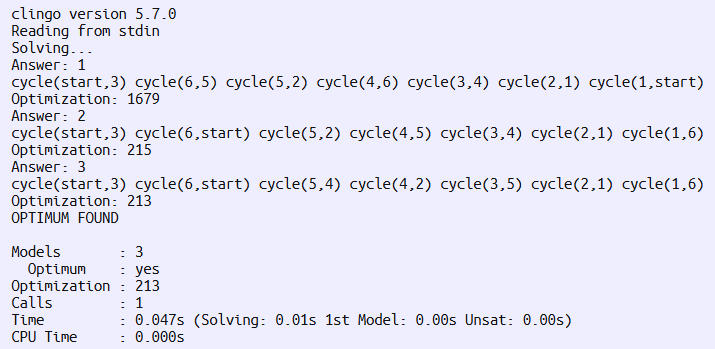 clingo version 5.7.0
Reading from stdin
Solving...
Answer: 1
cycle(start,3) cycle(6,5) cycle(5,2) cycle(4,6) cycle(3,4) cycle(2,1) cycle(1,start)
Optimization: 1679
Answer: 2
cycle(start,3) cycle(6,start) cycle(5,2) cycle(4,5) cycle(3,4) cycle(2,1) cycle(1,6)
Optimization: 215
Answer: 3
cycle(start,3) cycle(6,start) cycle(5,4) cycle(4,2) cycle(3,5) cycle(2,1) cycle(1,6)
Optimization: 213
OPTIMUM FOUND

Models       : 3
  Optimum    : yes
Optimization : 213
Calls        : 1
Time         : 0.047s (Solving: 0.01s 1st Model: 0.00s Unsat: 0.00s)
CPU Time     : 0.000s